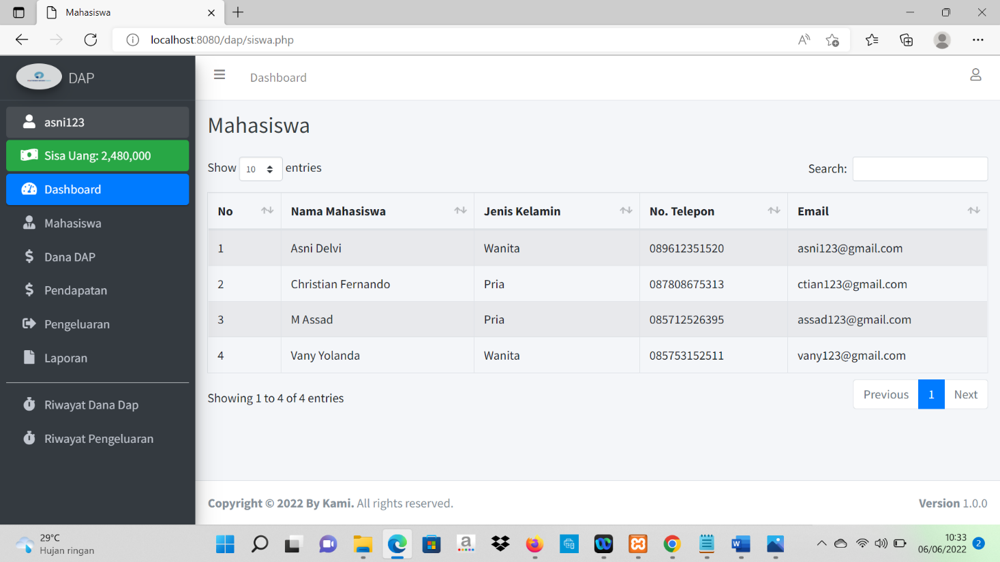 Mahasiswa
localhost:8080/dap/siswa.php
DAP
Dashboard
asni123
Sisa Uang: 2,480,000
Dashboard
Mahasiswa
Dana DAP
Pendapatan
Pengeluaran
Laporan
Riwayat Dana Dap
Riwayat Pengeluaran
Mahasiswa
Show 10 entries
Search:
No Nama Mahasiswa Jenis Kelamin No. Telepon Email
1 Asni Delvi Wanita 089612351520 asni123@gmail.com
2 Christian Fernando Pria 087808675313 ctian123@gmail.com
3 M Assad Pria 085712526395 assad123@gmail.com
4 Vany Yolanda Wanita 085753152511 vany123@gmail.com
Showing 1 to 4 of 4 entries
Previous 1 Next
Copyright © 2022 By Kami. All rights reserved.
Version 1.0.0
29°C
Hujan ringan
10:33
06/06/2022
2